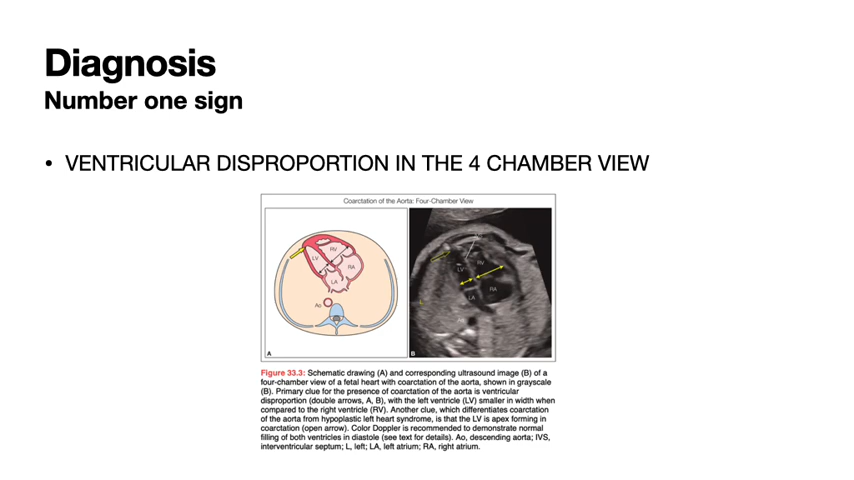 Diagnosis
Number one sign
• VENTRICULAR DISPROPORTION IN THE 4 CHAMBER VIEW
Coarctation of the Aorta: Four-Chamber View
RV
LV
RA
LA
Ao
A
RV
LV
RA
LA
L
B
Figure 33.3: Schematic drawing (A) and corresponding ultrasound image (B) of a
four-chamber view of a fetal heart with coarctation of the aorta, shown in grayscale
(B). Primary clue for the presence of coarctation of the aorta is ventricular
disproportion (double arrows, A, B), with the left ventricle (LV) smaller in width when
compared to the right ventricle (RV). Another clue, which differentiates coarctation
of the aorta from hypoplastic left heart syndrome, is that the LV is apex forming in
coarctation (open arrow). Color Doppler is recommended to demonstrate normal
filling of both ventricles in diastole (see text for details). Ao, descending aorta; IVS,
interventricular septum; L, left; LA, left atrium; RA, right atrium.